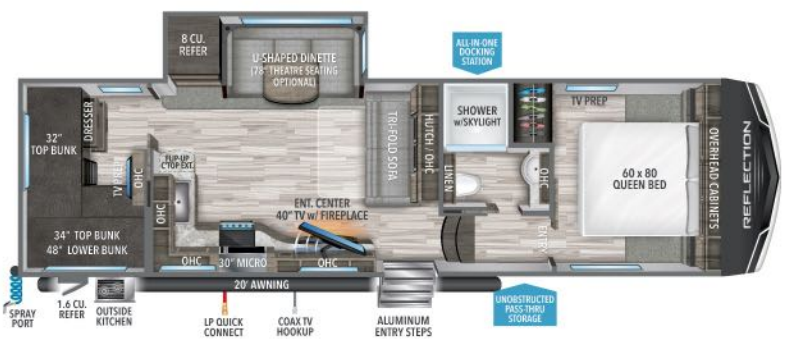 8 CU.
REFER
U-SHAPED DINETTE
(78" THEATRE SEATING
OPTIONAL)
ALL-IN-ONE
DOCKING
STATION
32"
TOP BUNK
DRESSER
TV PREP
OHC
FLIP-UP
C'TOP EXT.
OHC
34" TOP BUNK
48" LOWER BUNK
OHC
30" MICRO
OHC
ENT. CENTER
40" TV w/ FIREPLACE
TRI-FOLD SOFA
HUTCH / OHC
SHOWER
w/SKYLIGHT
LINEN
OHC
ENTRY
TV PREP
60 x 80
QUEEN BED
OVERHEAD CABINETS
REFLECTION
20' AWNING
SPRAY
PORT
1.6 CU.
REFER
OUTSIDE
KITCHEN
LP QUICK
CONNECT
COAX TV
HOOKUP
ALUMINUM
ENTRY STEPS
UNOBSTRUCTED
PASS-THRU
STORAGE